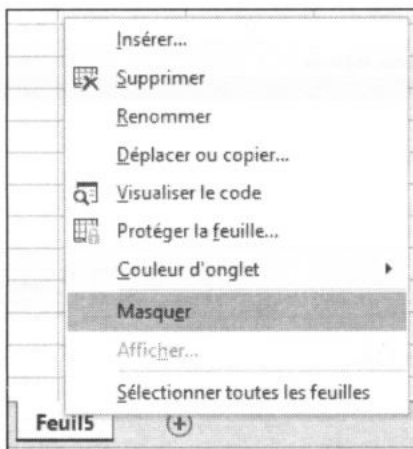 Insérer...
Supprimer
Renommer
Déplacer ou copier...
Visualiser le code
Protéger la feuille...
Couleur d'onglet
Masquer
Afficher...
Sélectionner toutes les feuilles
Feuil5